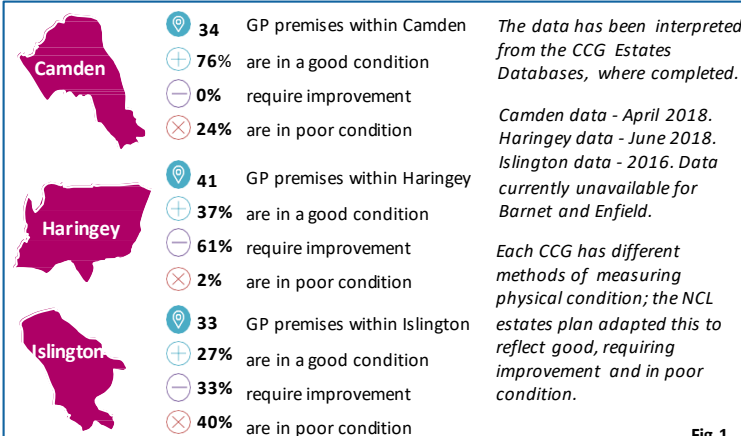 Camden
34 GP premises within Camden
76% are in a good condition
0% require improvement
24% are in poor condition
Haringey
41 GP premises within Haringey
37% are in a good condition
61% require improvement
2% are in poor condition
Islington
33 GP premises within Islington
27% are in a good condition
33% require improvement
40% are in poor condition
The data has been interpreted
from the CCG Estates
Databases, where completed.
Camden data - April 2018.
Haringey data - June 2018.
Islington data - 2016. Data
currently unavailable for
Barnet and Enfield.
Each CCG has different
methods of measuring
physical condition; the NCL
estates plan adapted this to
reflect good, requiring
improvement and in poor
condition.
Fig 1